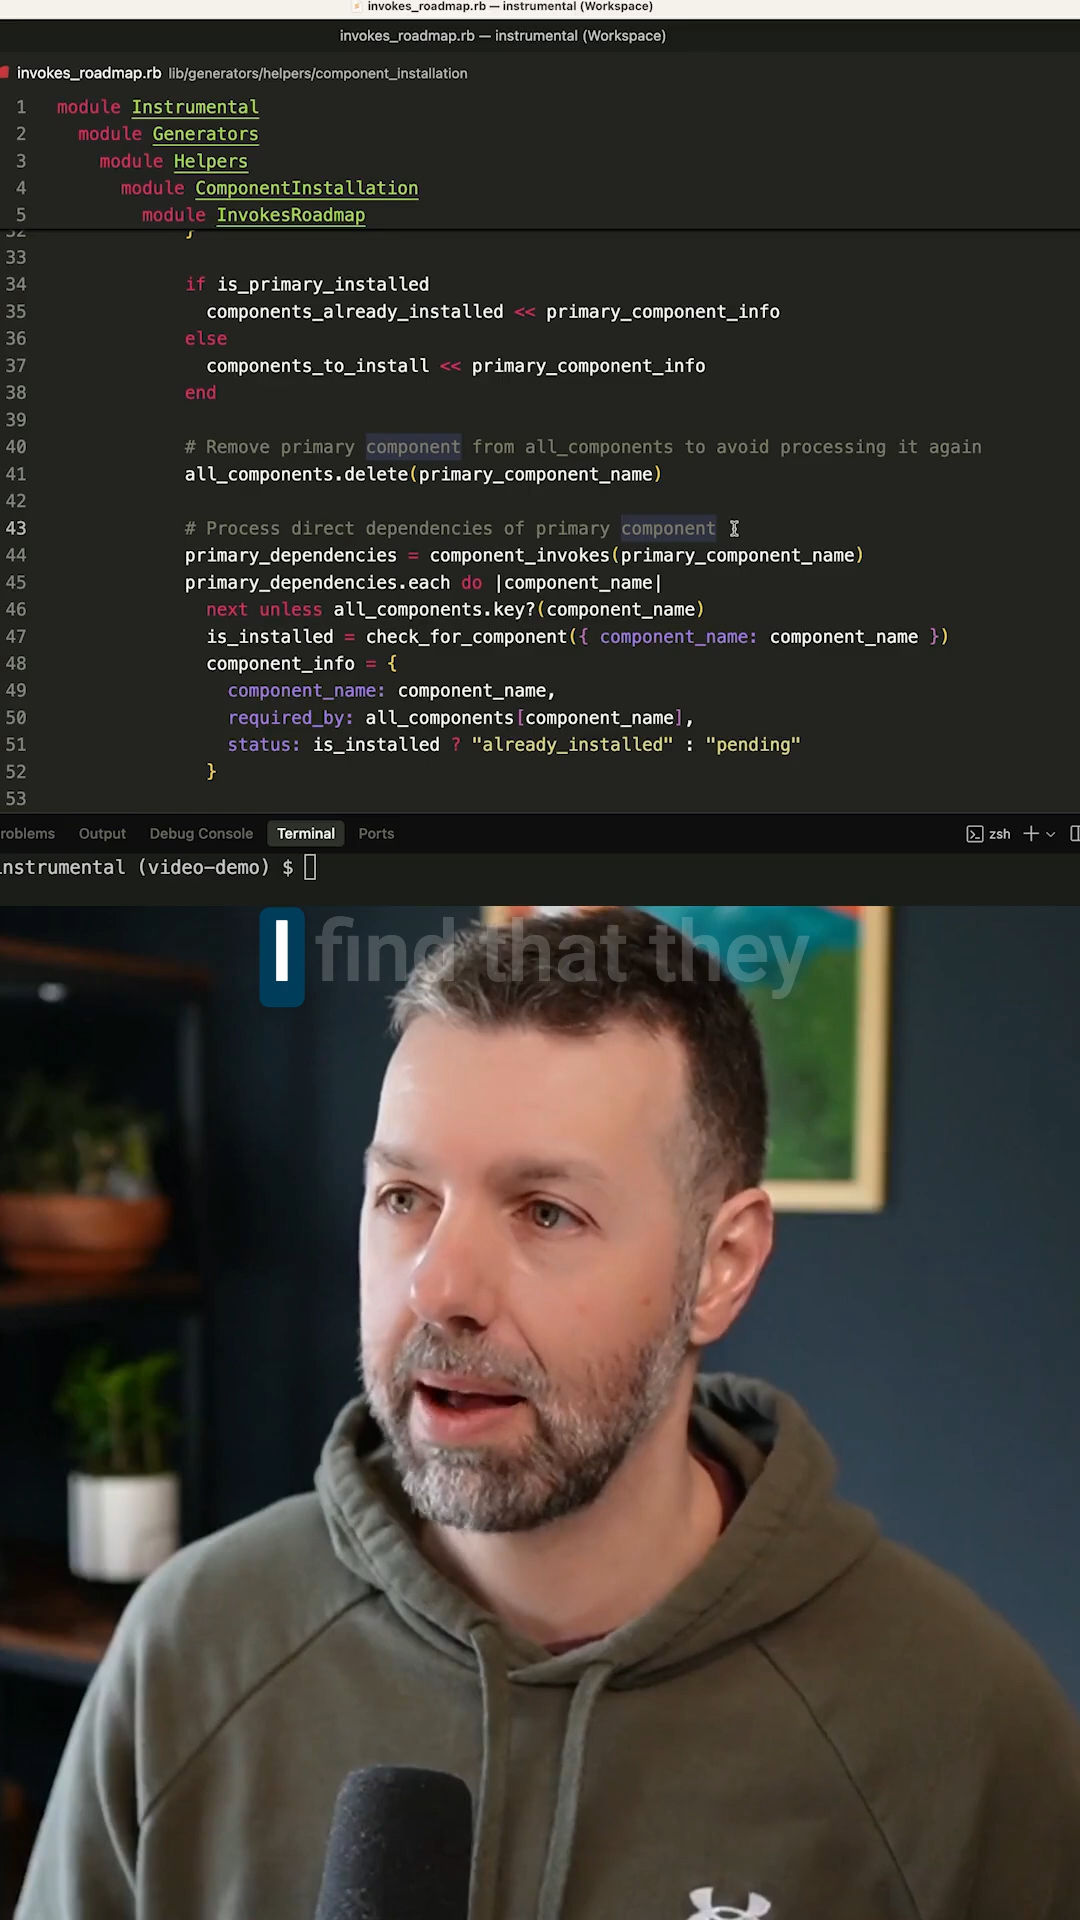 invokes_roadmap.rb — instrumental (Workspace)
invokes_roadmap.rb — instrumental (Workspace)
invokes_roadmap.rb lib/generators/helpers/component_installation
1 module Instrumental
2 module Generators
3 module Helpers
4 module ComponentInstallation
5 module InvokesRoadmap
32 }
33
34 if is_primary_installed
35 components_already_installed << primary_component_info
36 else
37 components_to_install << primary_component_info
38 end
39
40 # Remove primary component from all_components to avoid processing it again
41 all_components.delete(primary_component_name)
42
43 # Process direct dependencies of primary component
44 primary_dependencies = component_invokes(primary_component_name)
45 primary_dependencies.each do |component_name|
46 next unless all_components.key?(component_name)
47 is_installed = check_for_component({ component_name: component_name })
48 component_info = {
49 component_name: component_name,
50 required_by: all_components[component_name],
51 status: is_installed ? "already_installed" : "pending"
52 }
53
roblems Output Debug Console Terminal Ports zsh
instrumental (video-demo) $
I find that they